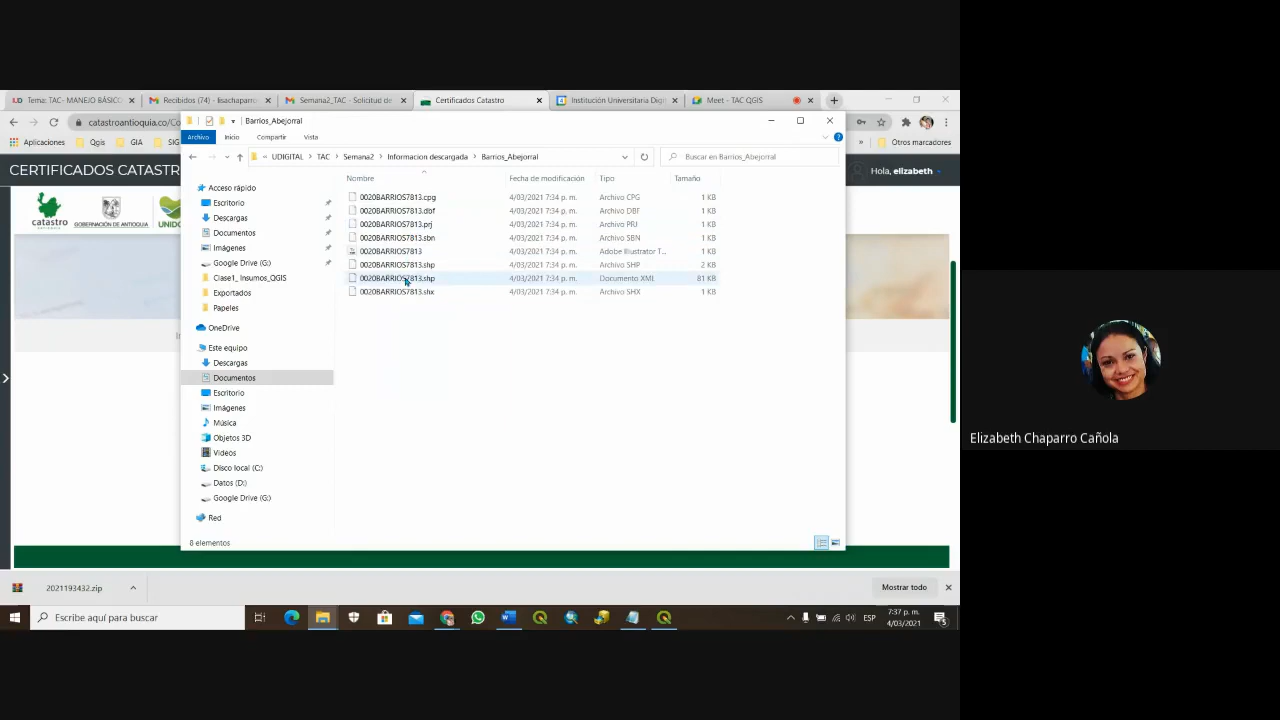 Tema: TAC- MANEJO BÁSICO
Recibidos (74) - lisachaparro
Semana2_TAC - Solicitud de
Certificados Catastro
Institución Universitaria Digi
Meet - TAC QGIS
catastroantioquia.co/Co
Aplicaciones
Qgis
GIA
SIG
Otros marcadores
Barrios_Abejorral
Archivo
Inicio
Compartir
Vista
UDIGITAL > TAC > Semana2 > Informacion descargada > Barrios_Abejorral
Buscar en Barrios_Abejorral
CERTIFICADOS CATASTR
Hola, elizabeth
catastro
GOBERNACIÓN DE ANTIOQUIA
UNIDO
Nombre Fecha de modificación Tipo Tamaño
0020BARRIOS7813.cpg 4/03/2021 7:34 p. m. Archivo CPG 1 KB
0020BARRIOS7813.dbf 4/03/2021 7:34 p. m. Archivo DBF 1 KB
0020BARRIOS7813.prj 4/03/2021 7:34 p. m. Archivo PRJ 1 KB
0020BARRIOS7813.sbn 4/03/2021 7:34 p. m. Archivo SBN 1 KB
0020BARRIOS7813 4/03/2021 7:34 p. m. Adobe Illustrator T... 1 KB
0020BARRIOS7813.shp 4/03/2021 7:34 p. m. Archivo SHP 2 KB
0020BARRIOS7813.shp 4/03/2021 7:34 p. m. Documento XML 81 KB
0020BARRIOS7813.shx 4/03/2021 7:34 p. m. Archivo SHX 1 KB
Acceso rápido
Escritorio
Descargas
Documentos
Imágenes
Google Drive (G:)
Clase1_Insumos_QGIS
Exportados
Papeles
OneDrive
Este equipo
Descargas
Documentos
Escritorio
Imágenes
Música
Objetos 3D
Videos
Disco local (C:)
Datos (D:)
Google Drive (G:)
Red
8 elementos
Elizabeth Chaparro Cañola
2021193432.zip
Mostrar todo
Escribe aquí para buscar
ESP
7:37 p. m.
4/03/2021